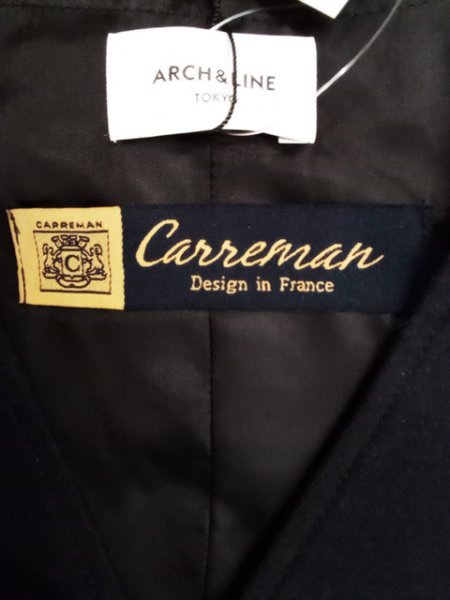 ARCH&LINE
TOKYO
CARREMAN
C
Carreman
Design in France